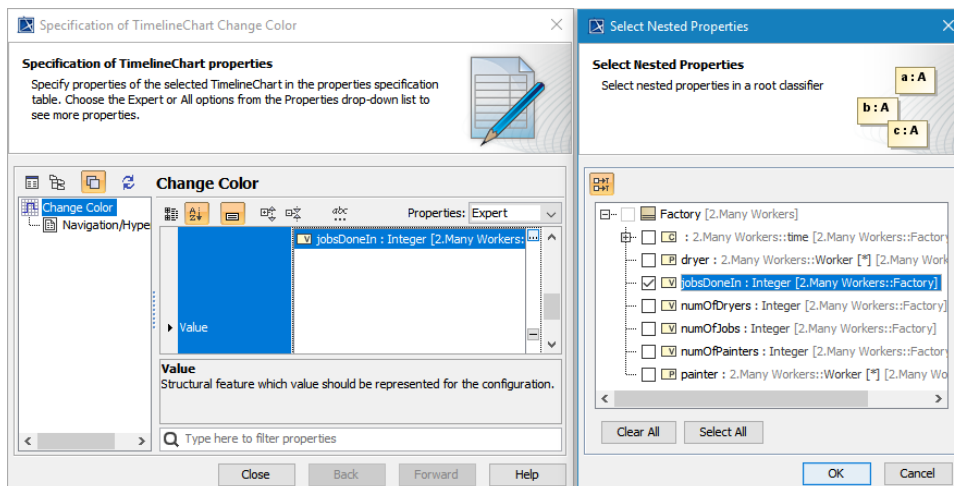 Specification of TimelineChart Change Color
Specification of TimelineChart properties
Specify properties of the selected TimelineChart in the properties specification
table. Choose the Expert or All options from the Properties drop-down list to
see more properties.
Change Color
Navigation/Hype
Change Color
abc
Properties: Expert
V jobsDoneIn : Integer [2.Many Workers:
Value
Value
Structural feature which value should be represented for the configuration.
Type here to filter properties
Close
Back
Forward
Help
Select Nested Properties
Select Nested Properties
Select nested properties in a root classifier
a : A
b : A
c : A
Factory [2.Many Workers]
C : 2.Many Workers::time [2.Many Workers::Factory
P dryer : 2.Many Workers::Worker [*] [2.Many Work
V jobsDoneIn : Integer [2.Many Workers::Factory]
V numOfDryers : Integer [2.Many Workers::Factory
V numOfJobs : Integer [2.Many Workers::Factory]
V numOfPainters : Integer [2.Many Workers::Factory
P painter : 2.Many Workers::Worker [*] [2.Many Wo
Clear All
Select All
OK
Cancel